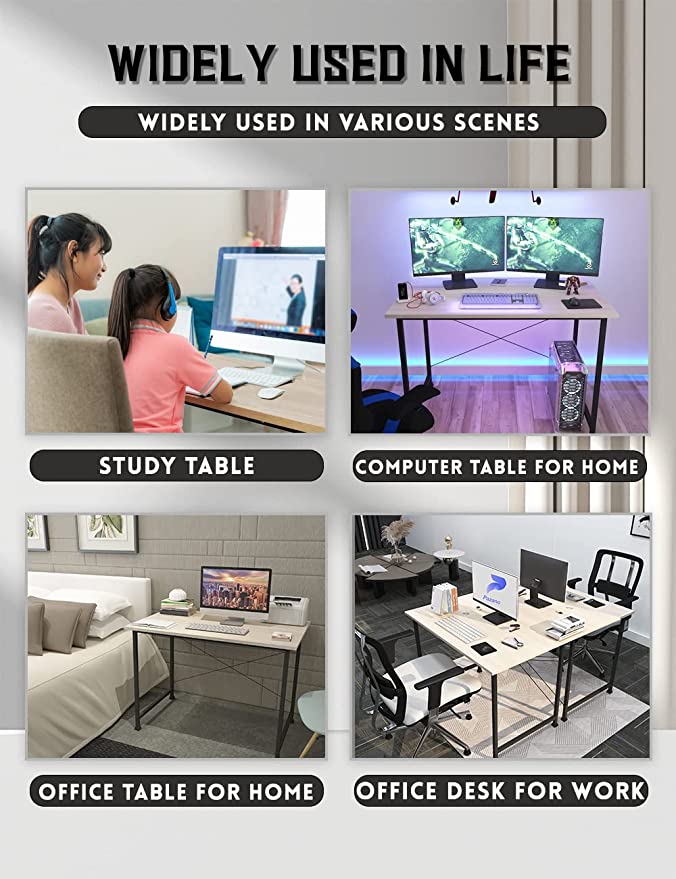 WIDELY USED IN LIFE
WIDELY USED IN VARIOUS SCENES
STUDY TABLE
COMPUTER TABLE FOR HOME
Pazano
OFFICE TABLE FOR HOME
OFFICE DESK FOR WORK